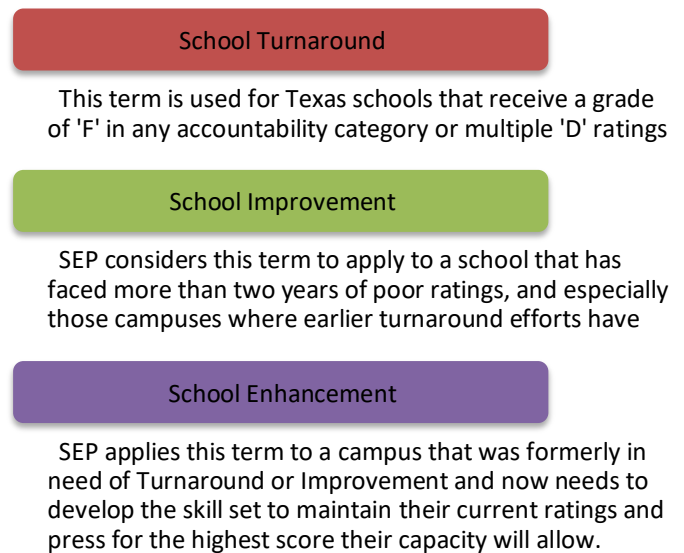 School Turnaround
This term is used for Texas schools that receive a grade
of 'F' in any accountability category or multiple 'D' ratings
School Improvement
SEP considers this term to apply to a school that has
faced more than two years of poor ratings, and especially
those campuses where earlier turnaround efforts have
School Enhancement
SEP applies this term to a campus that was formerly in
need of Turnaround or Improvement and now needs to
develop the skill set to maintain their current ratings and
press for the highest score their capacity will allow.